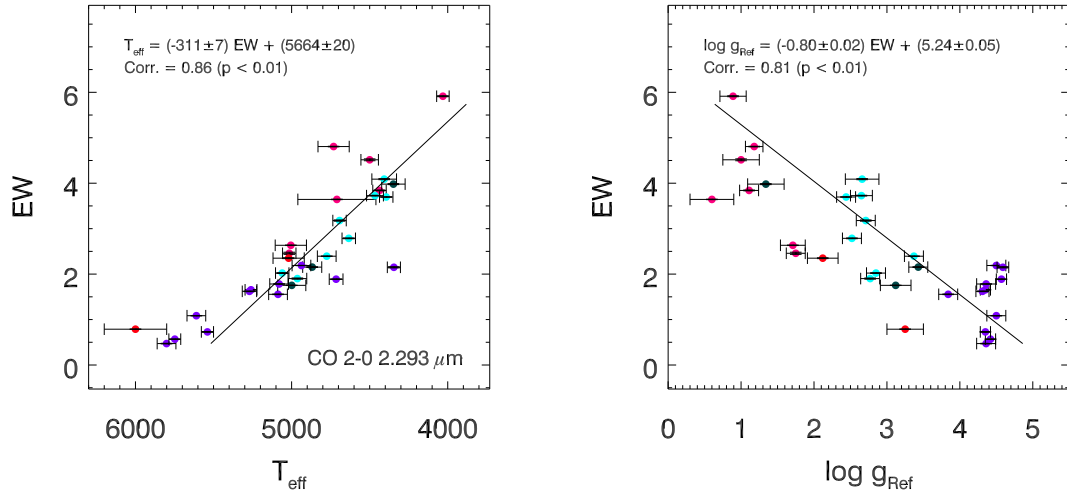 T_eff = (-311±7) EW + (5664±20)
Corr. = 0.86 (p < 0.01)
EW
6
4
2
0
CO 2-0 2.293 μm
6000 5000 4000
T_eff
log g_Ref = (-0.80±0.02) EW + (5.24±0.05)
Corr. = 0.81 (p < 0.01)
EW
6
4
2
0
0 1 2 3 4 5
log g_Ref